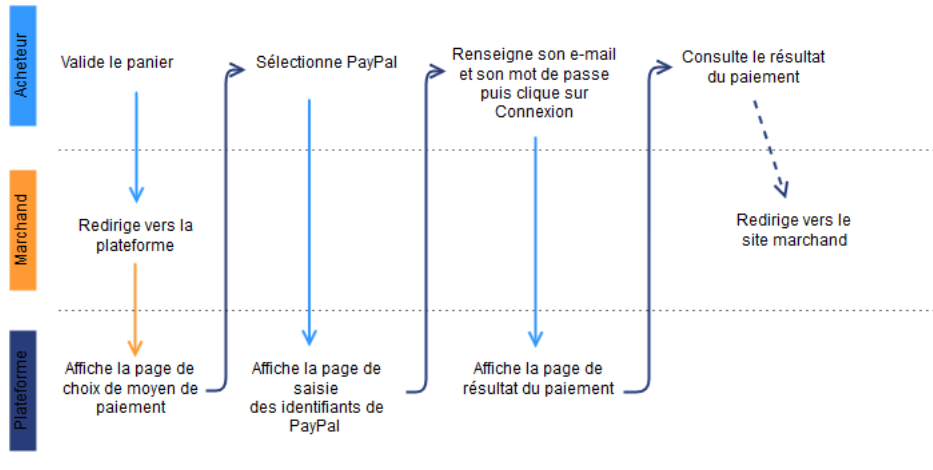 Acheteur
Valide le panier
Sélectionne PayPal
Renseigne son e-mail
et son mot de passe
puis clique sur
Connexion
Consulte le résultat
du paiement
Marchand
Redirige vers la
plateforme
Redirige vers le
site marchand
Plateforme
Affiche la page de
choix de moyen de
paiement
Affiche la page de
saisie
des identifiants de
PayPal
Affiche la page de
résultat du paiement